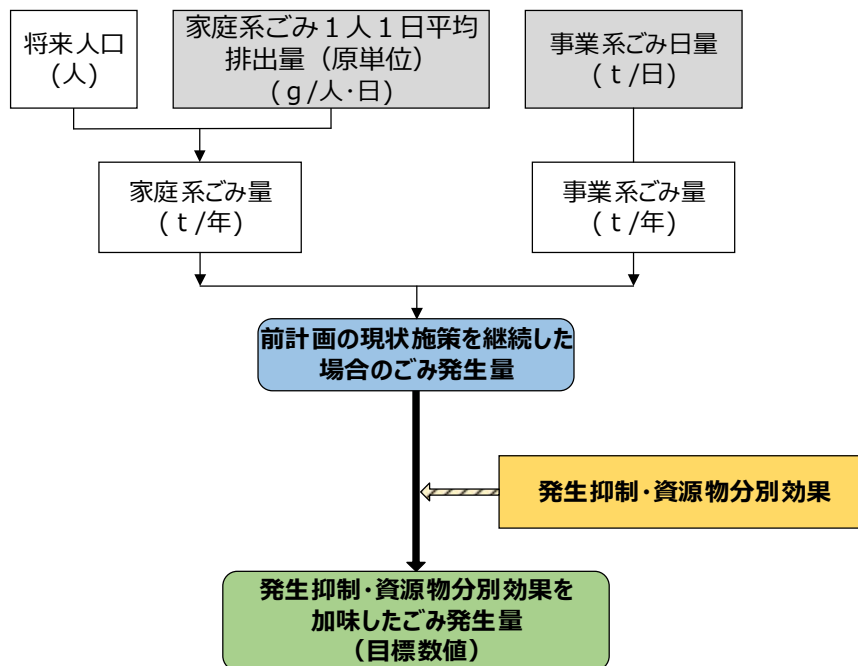 将来人口
(人)
家庭系ごみ１人１日平均
排出量（原単位）
(ｇ/人･日)
事業系ごみ日量
(ｔ/日)
家庭系ごみ量
(ｔ/年)
事業系ごみ量
(ｔ/年)
前計画の現状施策を継続した
場合のごみ発生量
発生抑制･資源物分別効果
発生抑制･資源物分別効果を
加味したごみ発生量
（目標数値）